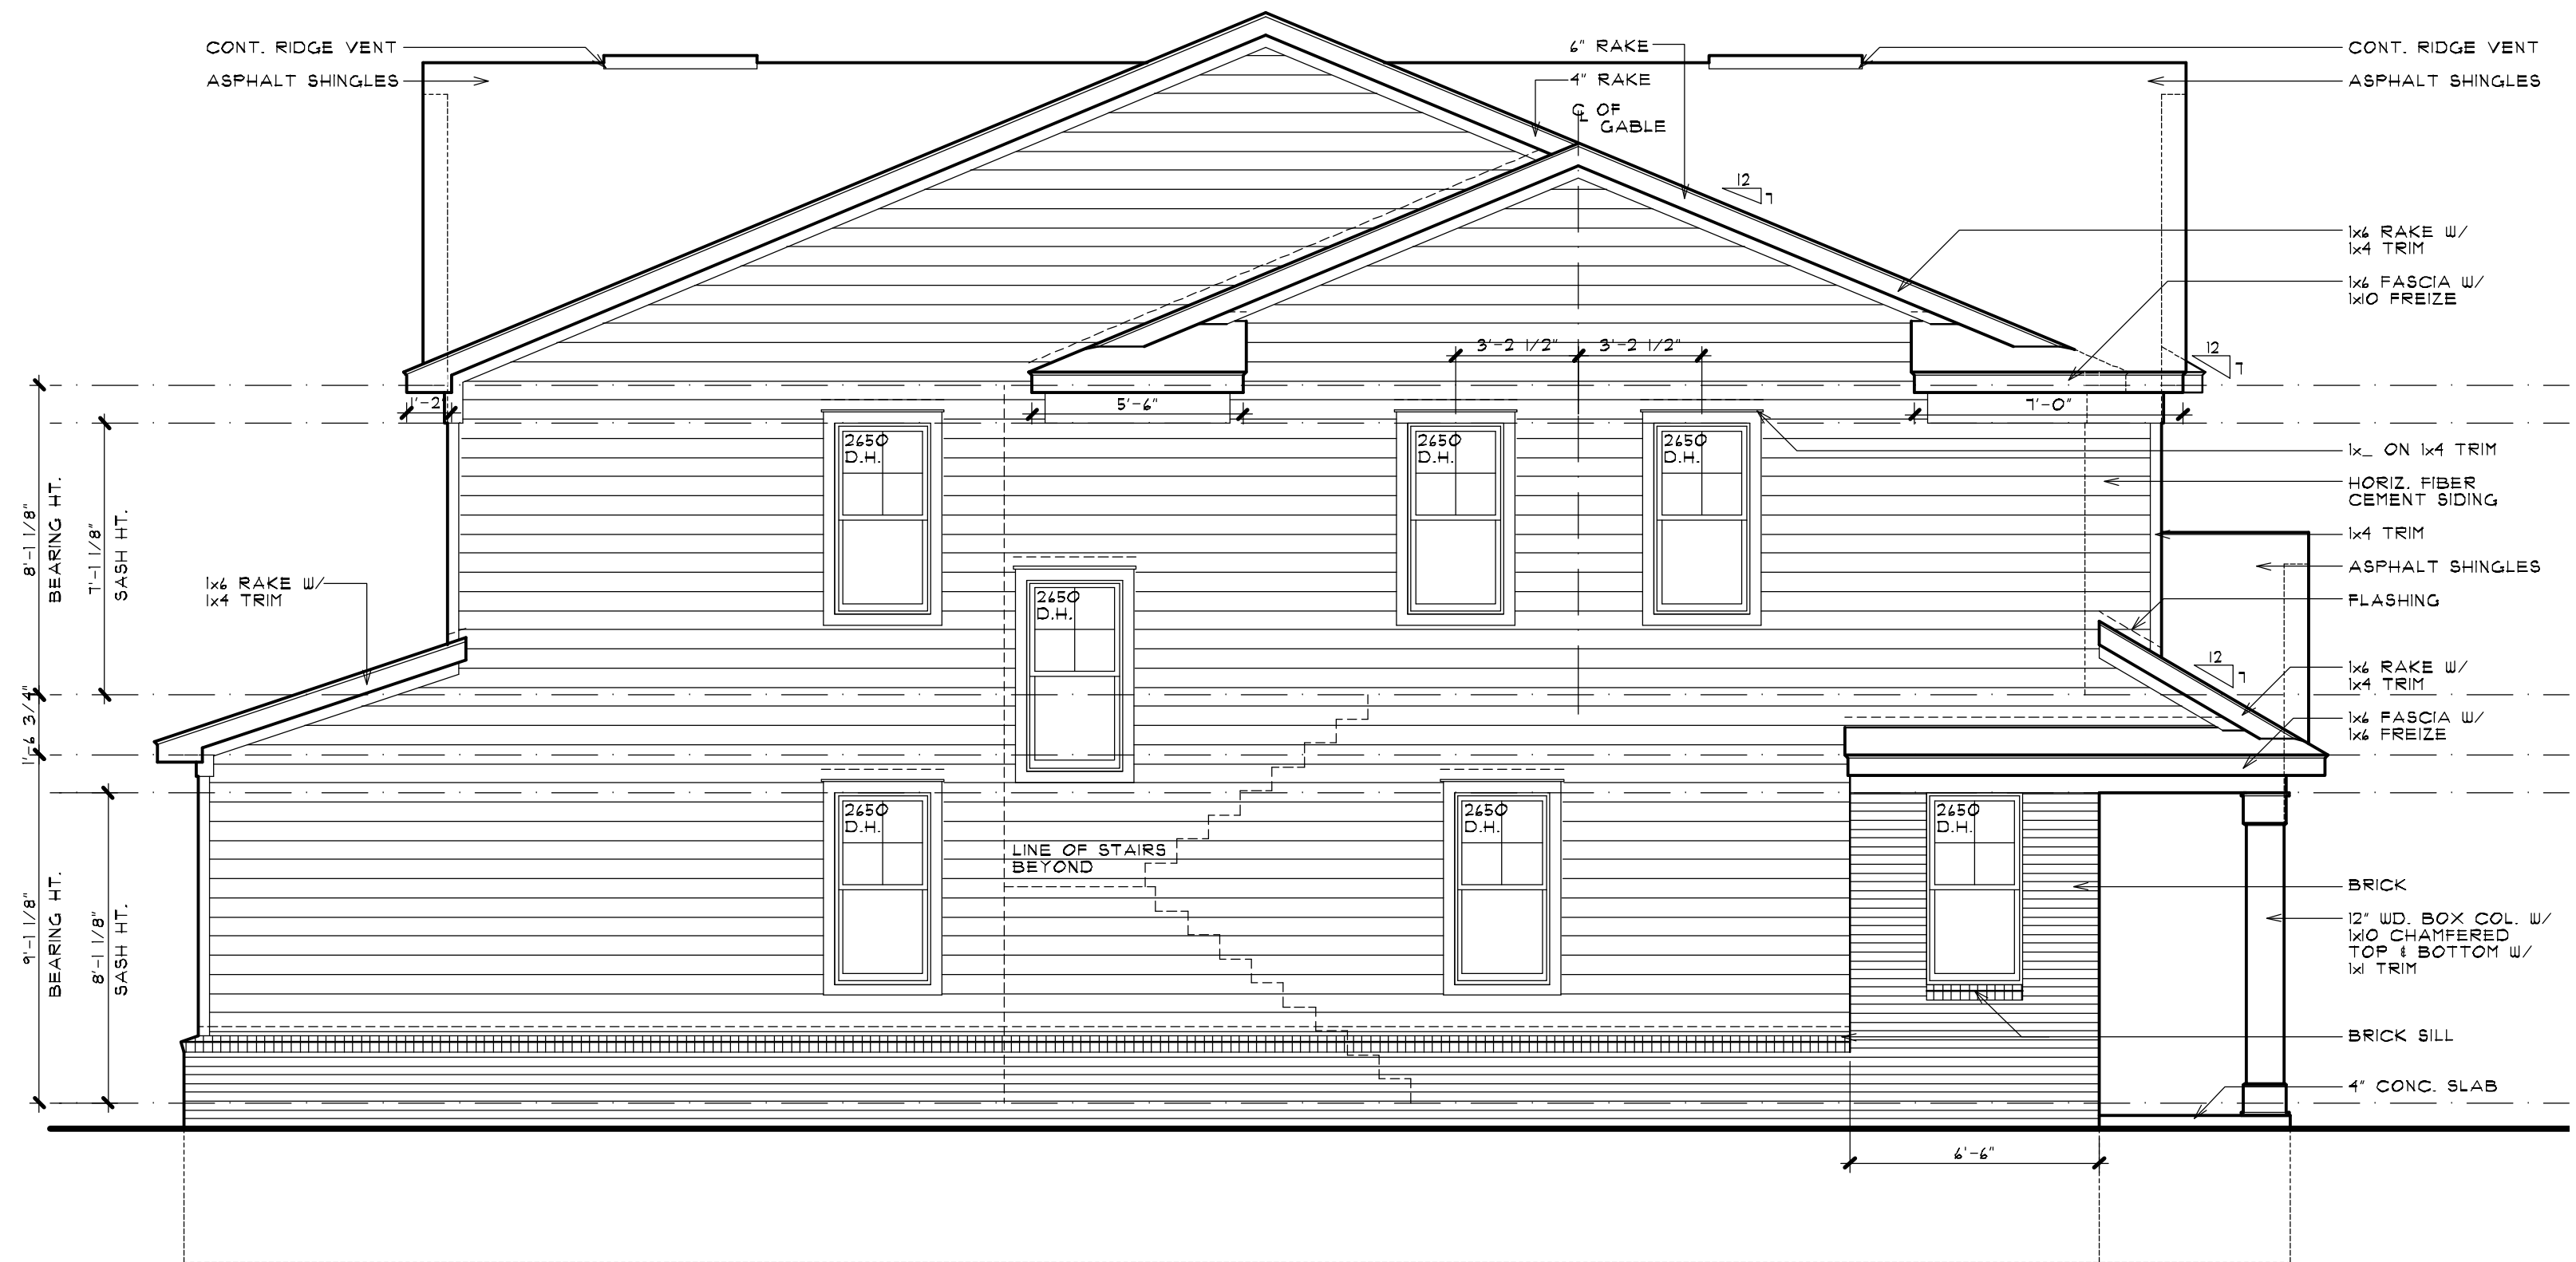 CONT. RIDGE VENT
ASPHALT SHINGLES
6" RAKE
4" RAKE
℄ OF
GABLE
12
7
CONT. RIDGE VENT
ASPHALT SHINGLES
1x6 RAKE W/
1x4 TRIM
1x6 FASCIA W/
1x10 FREIZE
12
7
3'-2 1/2"
3'-2 1/2"
1'-2"
5'-6"
7'-0"
2650
D.H.
2650
D.H.
2650
D.H.
1x_ ON 1x4 TRIM
HORIZ. FIBER
CEMENT SIDING
1x4 TRIM
ASPHALT SHINGLES
FLASHING
8'-1 1/8"
BEARING HT.
7'-1 1/8"
SASH HT.
1x6 RAKE W/
1x4 TRIM
2650
D.H.
12
7
1x6 RAKE W/
1x4 TRIM
1x6 FASCIA W/
1x6 FREIZE
1'-6 3/4"
2650
D.H.
2650
D.H.
2650
D.H.
LINE OF STAIRS
BEYOND
9'-1 1/8"
BEARING HT.
8'-1 1/8"
SASH HT.
BRICK
12" WD. BOX COL. W/
1x10 CHAMFERED
TOP & BOTTOM W/
1x1 TRIM
BRICK SILL
4" CONC. SLAB
6'-6"